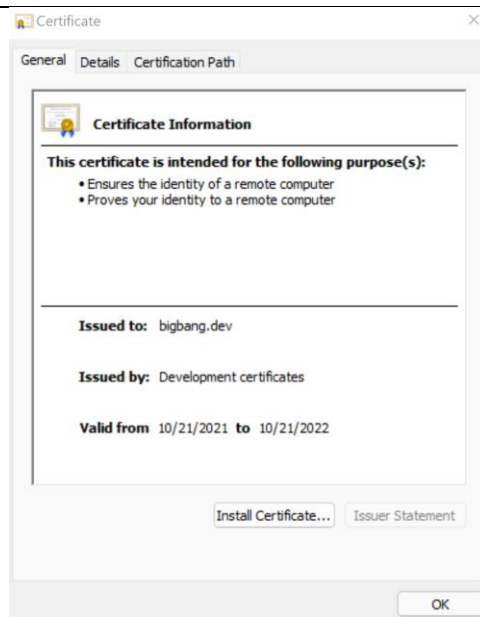 Certificate
General Details Certification Path
Certificate Information
This certificate is intended for the following purpose(s):
• Ensures the identity of a remote computer
• Proves your identity to a remote computer
Issued to: bigbang.dev
Issued by: Development certificates
Valid from 10/21/2021 to 10/21/2022
Install Certificate... Issuer Statement
OK